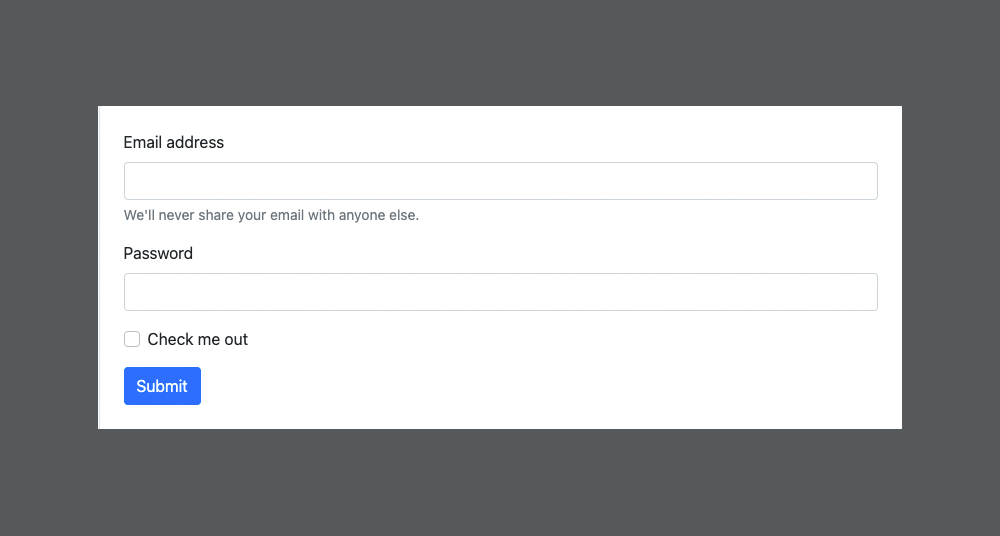 Email address
We'll never share your email with anyone else.
Password
Check me out
Submit